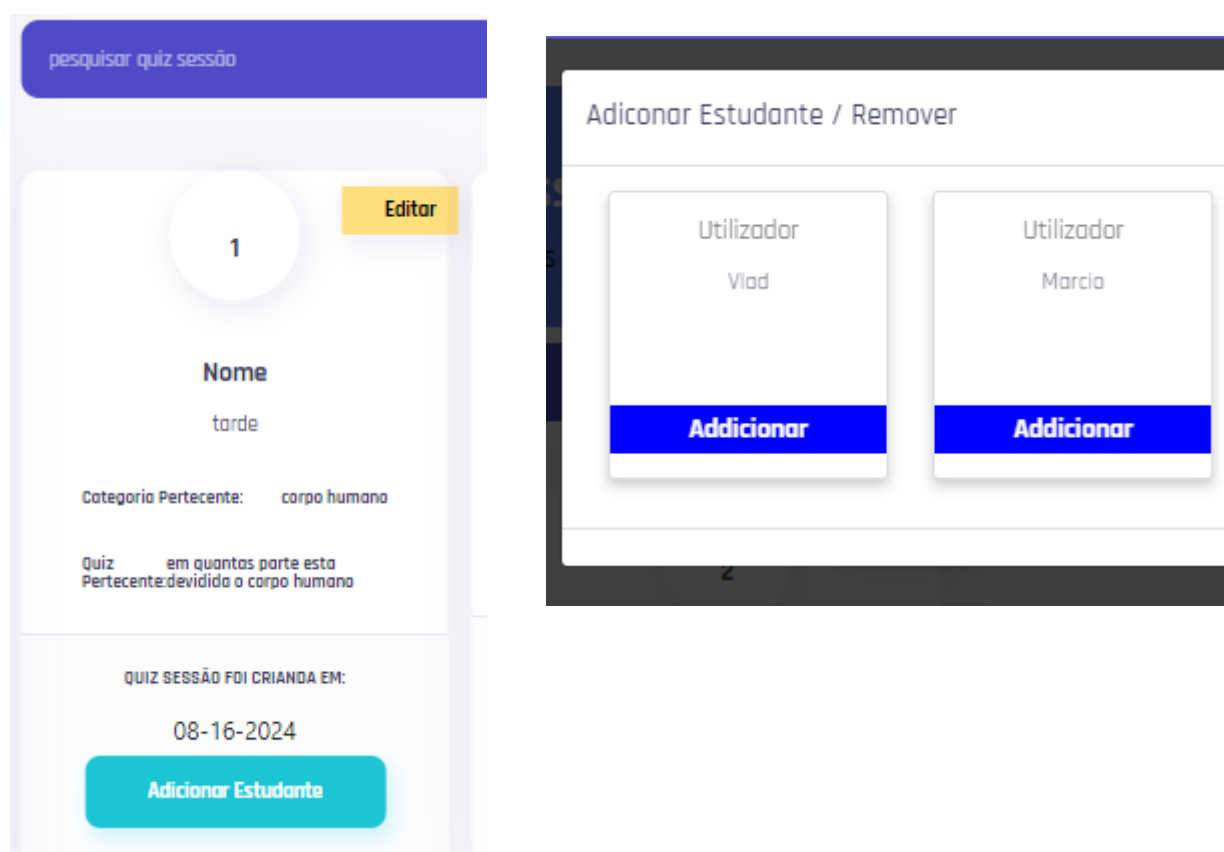 pesquisar quiz sessão
Editar
1
Nome
tarde
Categoria Pertecente: corpo humano
Quiz em quantas parte esta
Pertecente:devidido o corpo humano
QUIZ SESSÃO FOI CRIANDA EM:
08-16-2024
Adicionar Estudante
Adiconar Estudante / Remover
Utilizador
Vlad
Addicionar
Utilizador
Marcio
Addicionar
2